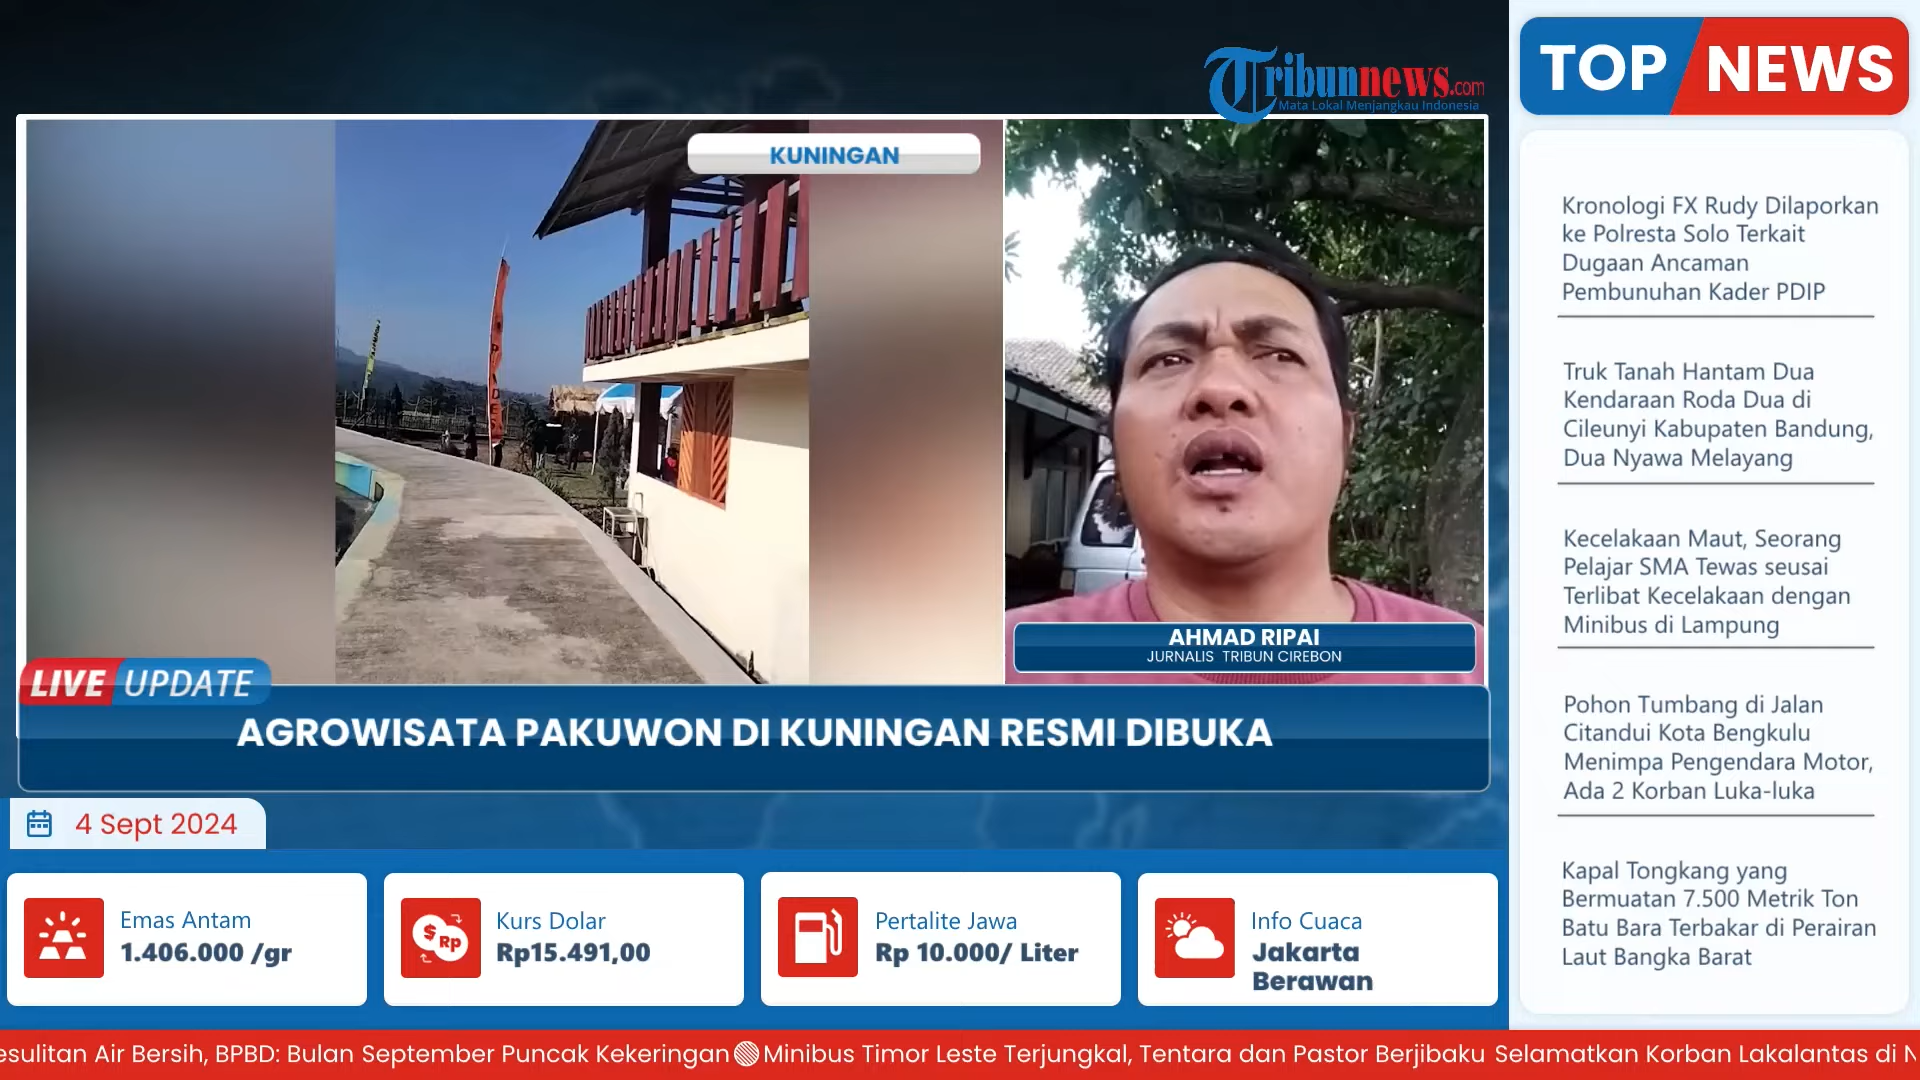 Tribunnews.com
Mata Lokal Menjangkau Indonesia
TOP NEWS
KUNINGAN
AHMAD RIPAI
JURNALIS TRIBUN CIREBON
LIVE UPDATE
AGROWISATA PAKUWON DI KUNINGAN RESMI DIBUKA
4 Sept 2024
Emas Antam
1.406.000 /gr
$ Rp
Kurs Dolar
Rp15.491,00
Pertalite Jawa
Rp 10.000/ Liter
Info Cuaca
Jakarta
Berawan
Kronologi FX Rudy Dilaporkan
ke Polresta Solo Terkait
Dugaan Ancaman
Pembunuhan Kader PDIP
Truk Tanah Hantam Dua
Kendaraan Roda Dua di
Cileunyi Kabupaten Bandung,
Dua Nyawa Melayang
Kecelakaan Maut, Seorang
Pelajar SMA Tewas seusai
Terlibat Kecelakaan dengan
Minibus di Lampung
Pohon Tumbang di Jalan
Citandui Kota Bengkulu
Menimpa Pengendara Motor,
Ada 2 Korban Luka-luka
Kapal Tongkang yang
Bermuatan 7.500 Metrik Ton
Batu Bara Terbakar di Perairan
Laut Bangka Barat
esulitan Air Bersih, BPBD: Bulan September Puncak Kekeringan Minibus Timor Leste Terjungkal, Tentara dan Pastor Berjibaku Selamatkan Korban Lakalantas di